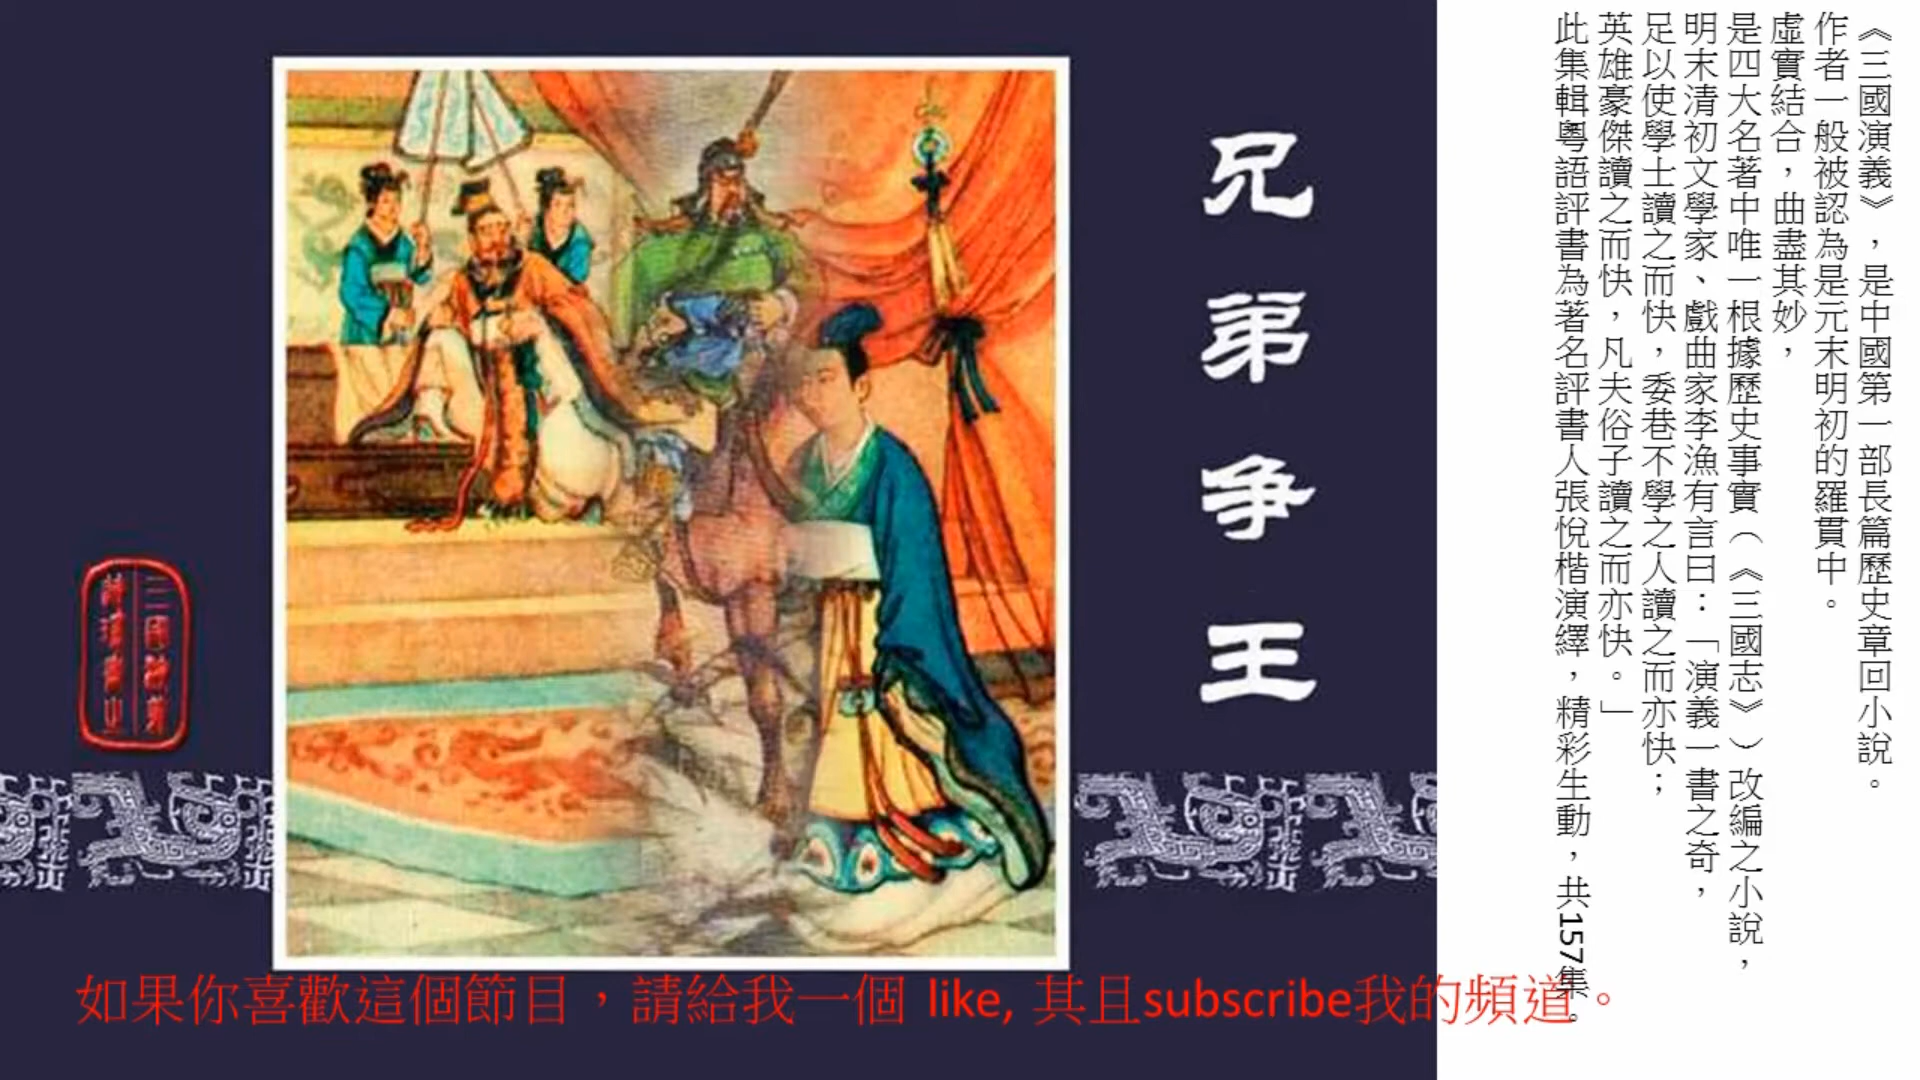 《三國演義》，是中國第一部長篇歷史章回小說。
作者一般被認為是元末明初的羅貫中。
虛實結合，曲盡其妙，
是四大名著中唯一根據歷史事實（《三國志》）改編之小說，
明末清初文學家、戲曲家李漁有言曰：「演義一書之奇，
足以使學士讀之而快，委巷不學之人讀之而亦快；
英雄豪傑讀之而快，凡夫俗子讀之而亦快。」
此集輯粵語評書為著名評書人張悅楷演繹，精彩生動，共157集。
兄弟争王
如果你喜歡這個節目，請給我一個 like, 其且subscribe我的頻道。